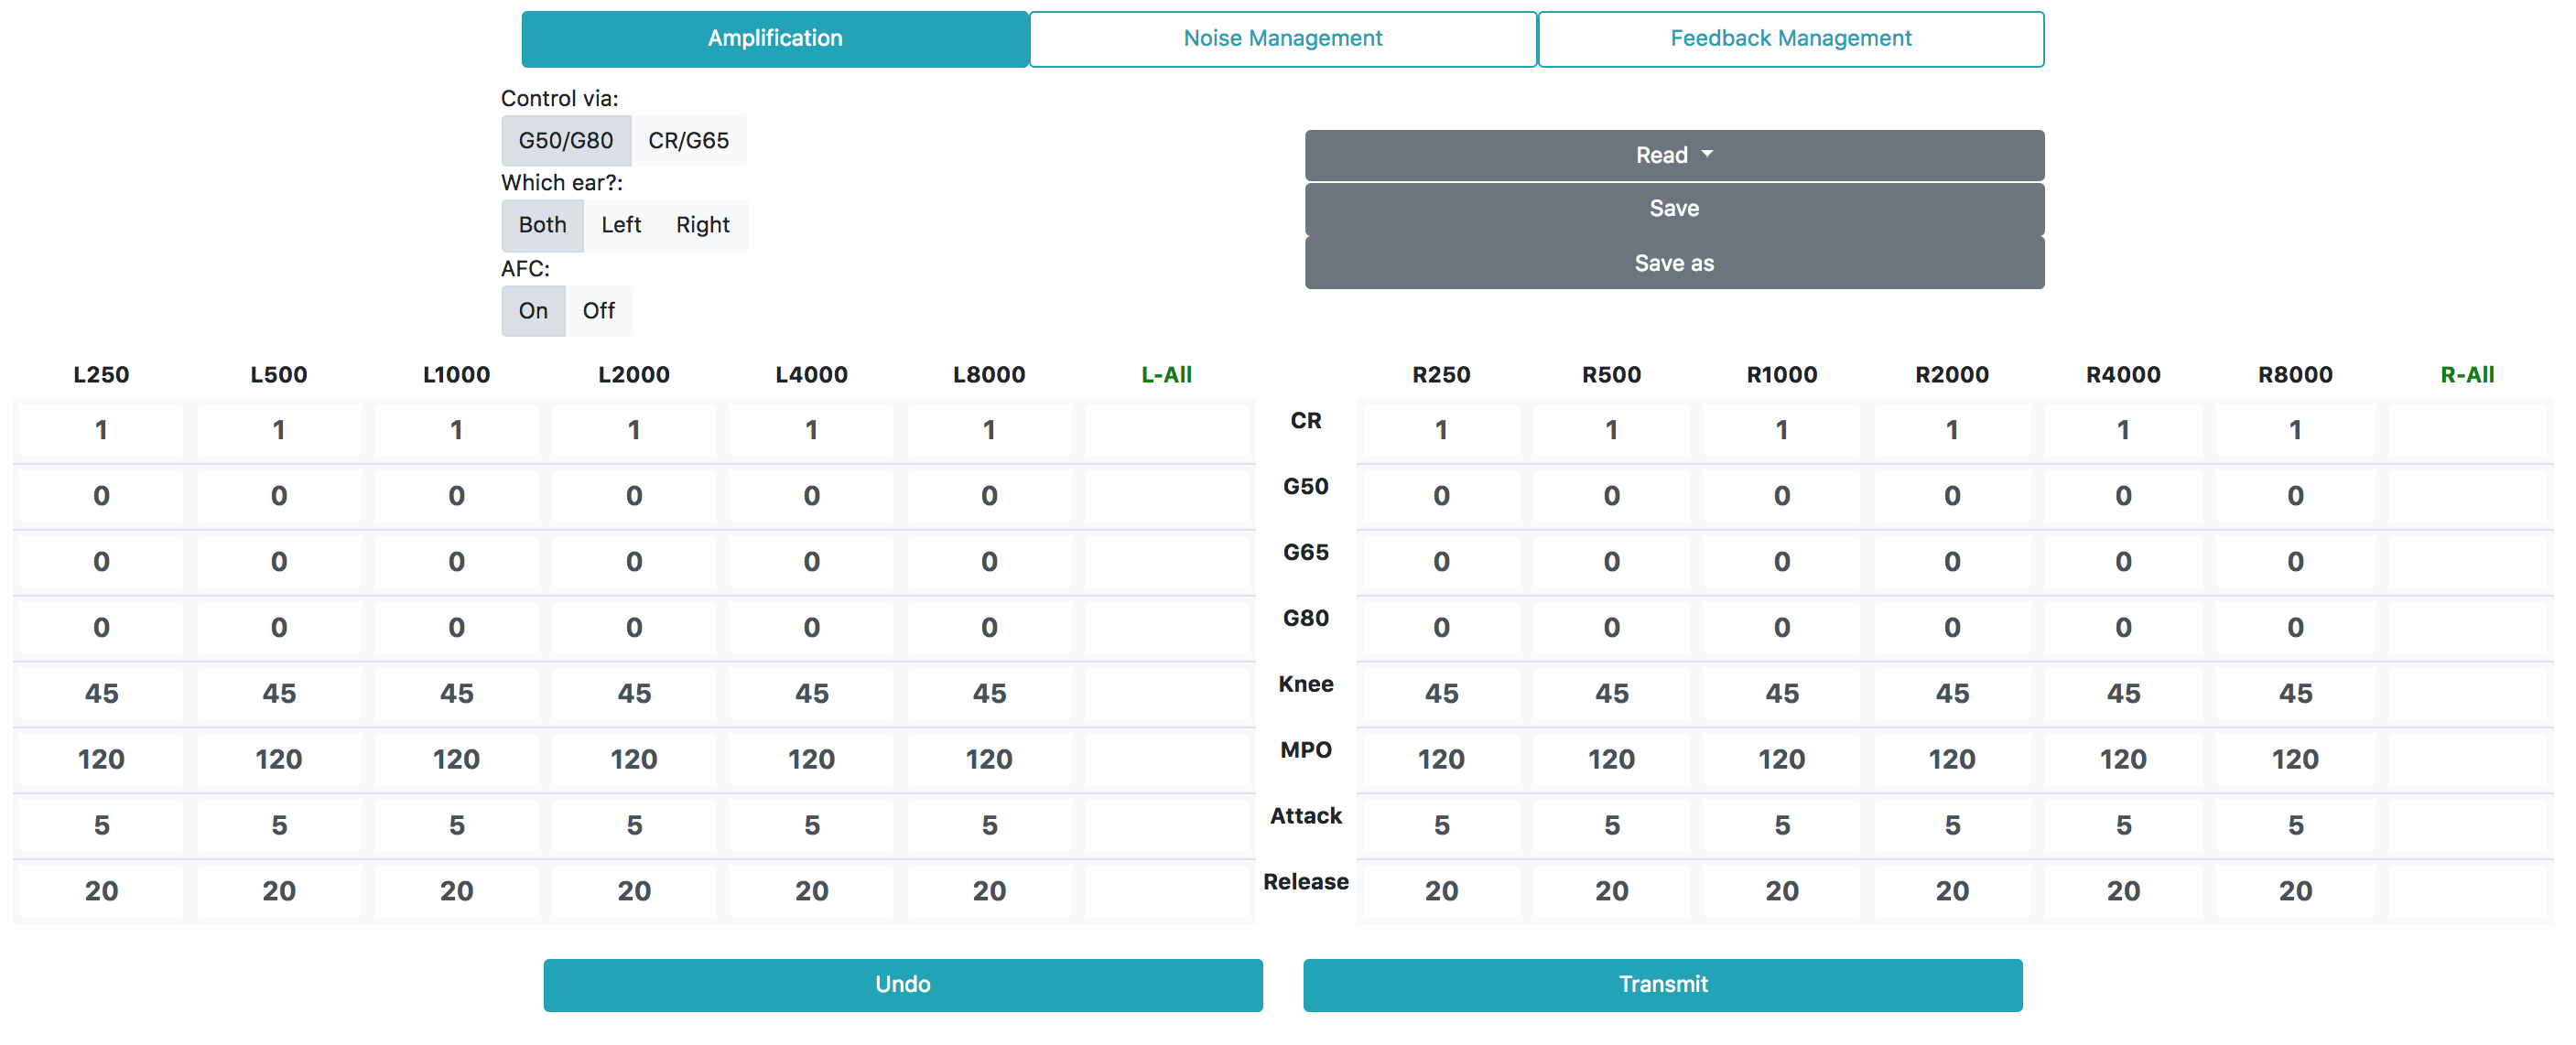 Amplification Noise Management Feedback Management
Control via:
G50/G80 CR/G65
Which ear?:
Both Left Right
AFC:
On Off
Read
Save
Save as
L250 L500 L1000 L2000 L4000 L8000 L-All R250 R500 R1000 R2000 R4000 R8000 R-All
1 1 1 1 1 1 CR 1 1 1 1 1 1
0 0 0 0 0 0 G50 0 0 0 0 0 0
0 0 0 0 0 0 G65 0 0 0 0 0 0
0 0 0 0 0 0 G80 0 0 0 0 0 0
45 45 45 45 45 45 Knee 45 45 45 45 45 45
120 120 120 120 120 120 MPO 120 120 120 120 120 120
5 5 5 5 5 5 Attack 5 5 5 5 5 5
20 20 20 20 20 20 Release 20 20 20 20 20 20
Undo Transmit